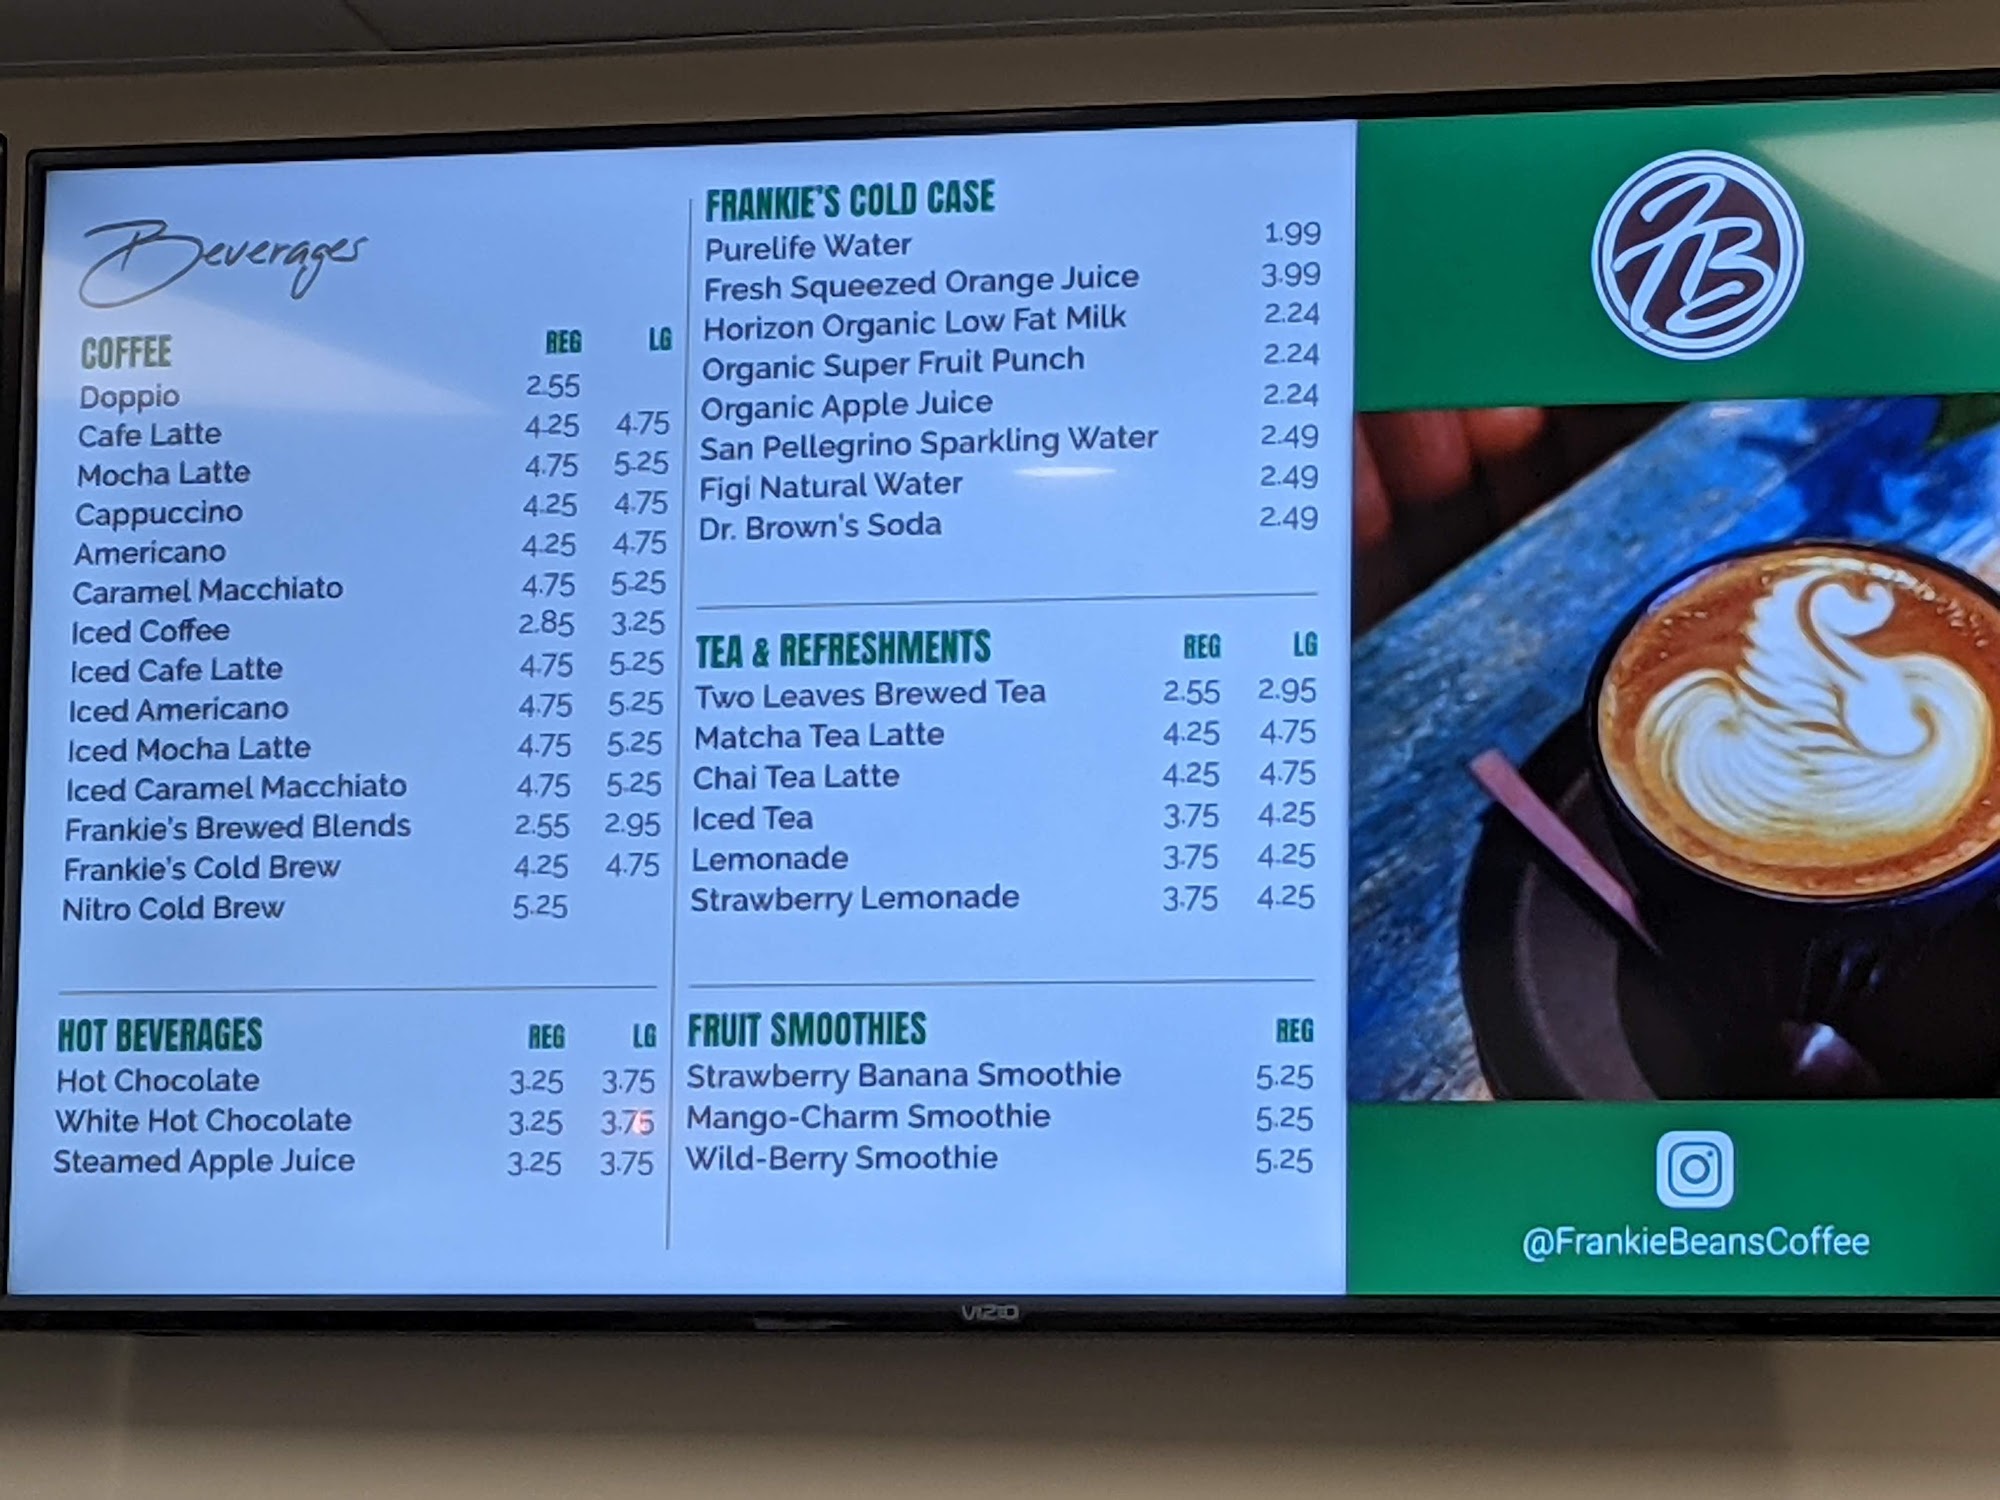 Beverages
COFFEE REG LG
Doppio 2.55
Cafe Latte 4.25 4.75
Mocha Latte 4.75 5.25
Cappuccino 4.25 4.75
Americano 4.25 4.75
Caramel Macchiato 4.75 5.25
Iced Coffee 2.85 3.25
Iced Cafe Latte 4.75 5.25
Iced Americano 4.75 5.25
Iced Mocha Latte 4.75 5.25
Iced Caramel Macchiato 4.75 5.25
Frankie's Brewed Blends 2.55 2.95
Frankie's Cold Brew 4.25 4.75
Nitro Cold Brew 5.25
HOT BEVERAGES REG LG
Hot Chocolate 3.25 3.75
White Hot Chocolate 3.25 3.75
Steamed Apple Juice 3.25 3.75
FRANKIE'S COLD CASE
Purelife Water 1.99
Fresh Squeezed Orange Juice 3.99
Horizon Organic Low Fat Milk 2.24
Organic Super Fruit Punch 2.24
Organic Apple Juice 2.24
San Pellegrino Sparkling Water 2.49
Figi Natural Water 2.49
Dr. Brown's Soda 2.49
TEA & REFRESHMENTS REG LG
Two Leaves Brewed Tea 2.55 2.95
Matcha Tea Latte 4.25 4.75
Chai Tea Latte 4.25 4.75
Iced Tea 3.75 4.25
Lemonade 3.75 4.25
Strawberry Lemonade 3.75 4.25
FRUIT SMOOTHIES REG
Strawberry Banana Smoothie 5.25
Mango-Charm Smoothie 5.25
Wild-Berry Smoothie 5.25
FB
@FrankieBeansCoffee
VIZIO